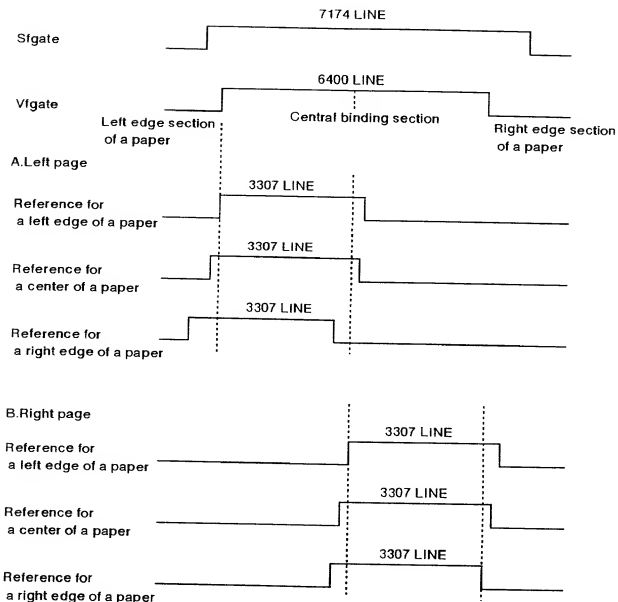 7174 LINE
Sfgate
6400 LINE
Vfgate
Left edge section
of a paper
Central binding section
Right edge section
of a paper
A.Left page
3307 LINE
Reference for
a left edge of a paper
3307 LINE
Reference for
a center of a paper
3307 LINE
Reference for
a right edge of a paper
B.Right page
3307 LINE
Reference for
a left edge of a paper
3307 LINE
Reference for
a center of a paper
3307 LINE
Reference for
a right edge of a paper